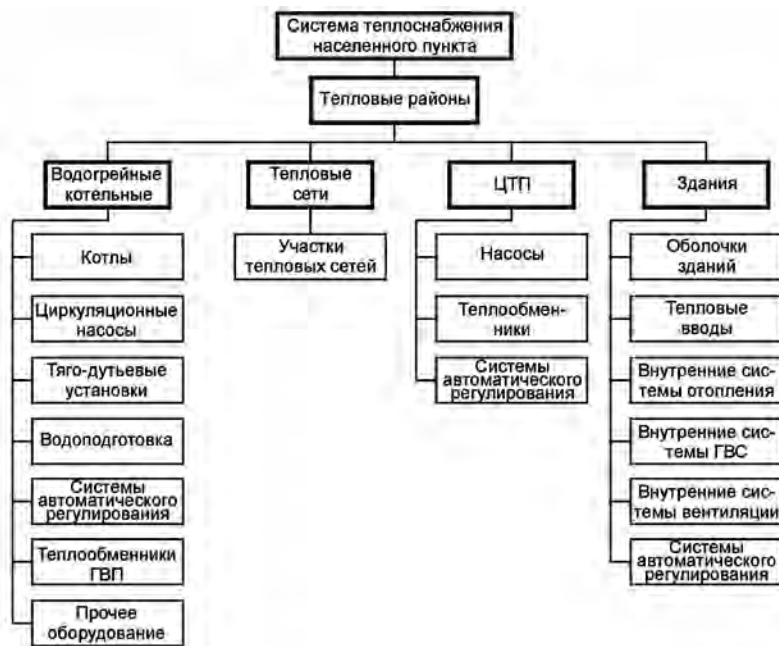 Система теплоснабжения
населенного пункта
Тепловые районы
Водогрейные
котельные
Тепловые
сети
ЦТП
Здания
Котлы
Циркуляционные
насосы
Тяго-дутьевые
установки
Водоподготовка
Системы
автоматического
регулирования
Теплообменники
ГВП
Прочее
оборудование
Участки
тепловых сетей
Насосы
Теплообмен-
ники
Системы
автоматического
регулирования
Оболочки
зданий
Тепловые
вводы
Внутренние сис-
темы отопления
Внутренние сис-
темы ГВС
Внутренние сис-
темы вентиляции
Системы
автоматического
регулирования